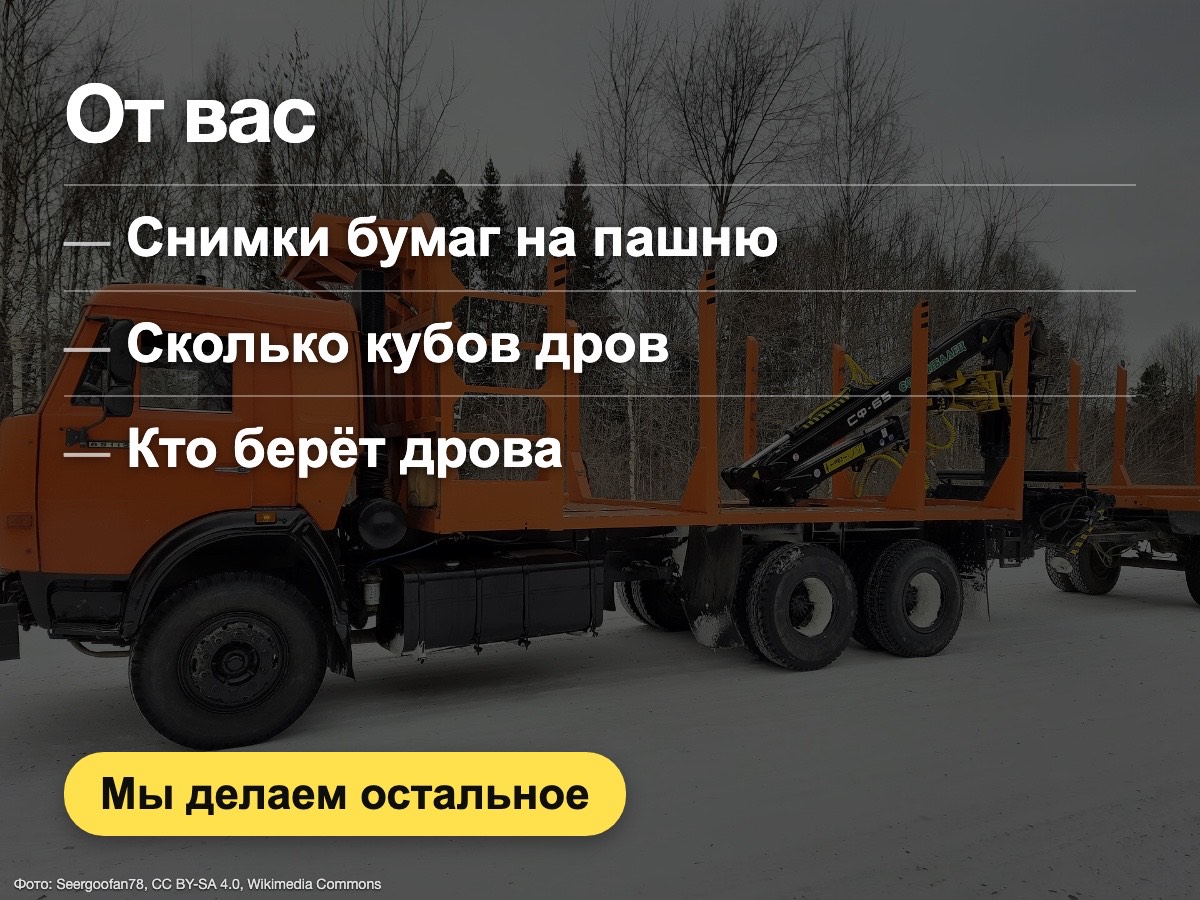 От вас
— Снимки бумаг на пашню
— Сколько кубов дров
— Кто берёт дрова
СФ-65
Мы делаем остальное
Фото: Seergoofan78, CC BY-SA 4.0, Wikimedia Commons